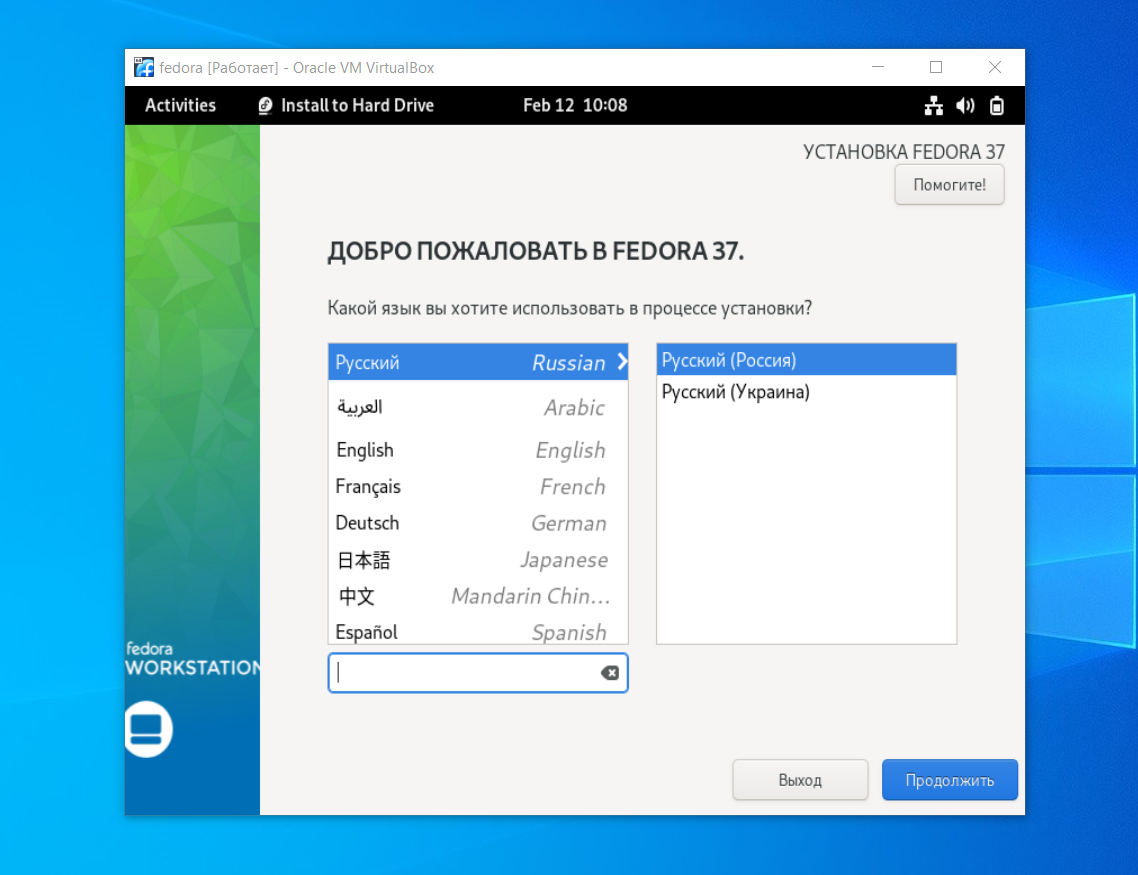 fedora [Работает] - Oracle VM VirtualBox
Activities Install to Hard Drive Feb 12 10:08
УСТАНОВКА FEDORA 37
Помогите!
ДОБРО ПОЖАЛОВАТЬ В FEDORA 37.
Какой язык вы хотите использовать в процессе установки?
Русский Russian
العربية Arabic
English English
Français French
Deutsch German
日本語 Japanese
中文 Mandarin Chin…
Español Spanish
Русский (Россия)
Русский (Украина)
fedora
WORKSTATION
Выход Продолжить